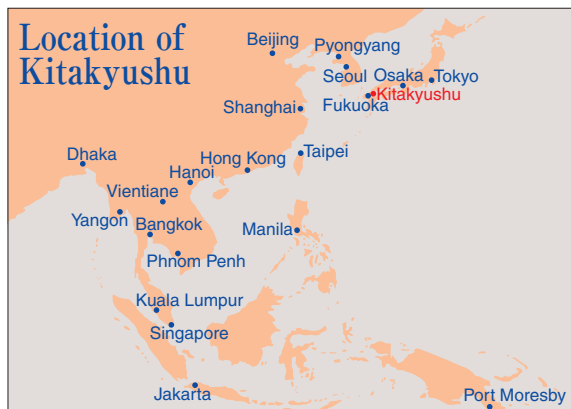 Location of
Kitakyushu
Beijing
Pyongyang
Seoul
Osaka
Tokyo
Kitakyushu
Fukuoka
Shanghai
Dhaka
Hanoi
Hong Kong
Taipei
Vientiane
Yangon
Bangkok
Manila
Phnom Penh
Kuala Lumpur
Singapore
Jakarta
Port Moresby